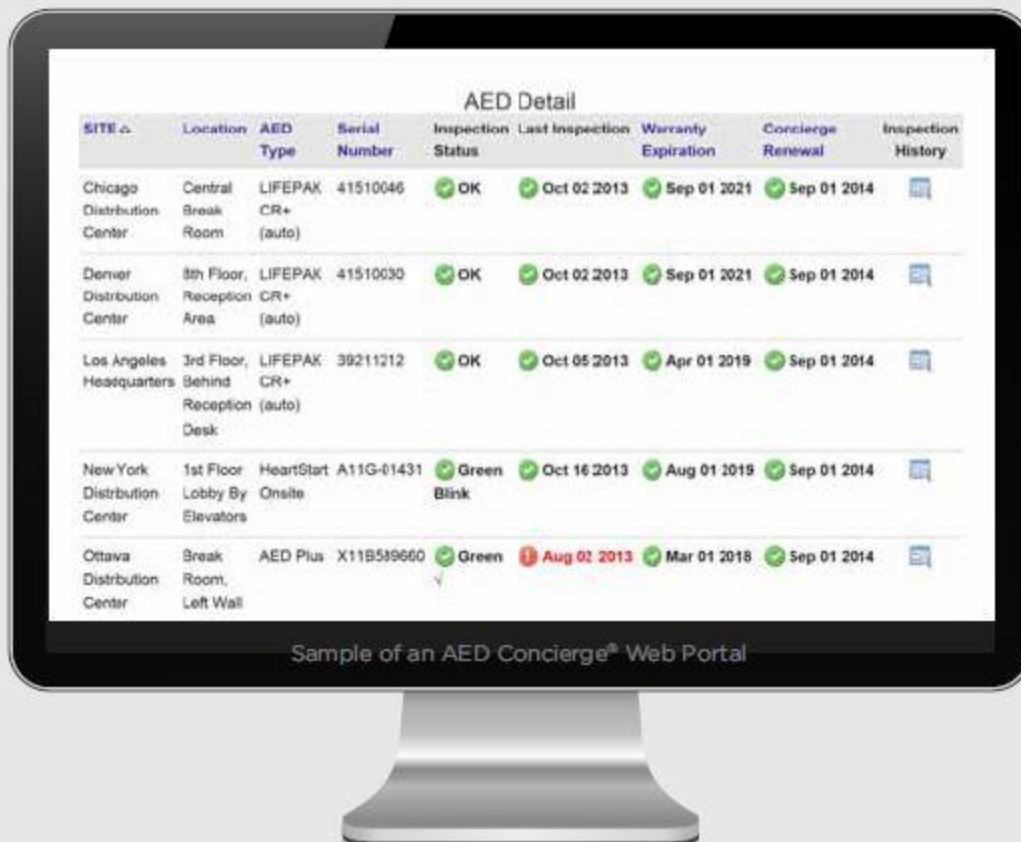 AED Detail
SITE Location AED Serial Inspection Last Inspection Warranty Concierge Inspection
Type Number Status Expiration Renewal History
Chicago Central LIFEPAK 41510046 OK Oct 02 2013 Sep 01 2021 Sep 01 2014
Distribution Break CR+
Center Room (auto)
Denver 8th Floor, LIFEPAK 41510030 OK Oct 02 2013 Sep 01 2021 Sep 01 2014
Distribution Reception CR+
Center Area (auto)
Los Angeles 3rd Floor, LIFEPAK 39211212 OK Oct 05 2013 Apr 01 2019 Sep 01 2014
Headquarters Behind CR+
Reception (auto)
Desk
New York 1st Floor HeartStart A11G-01431 Green Oct 16 2013 Aug 01 2019 Sep 01 2014
Distribution Lobby By Onsite Blink
Center Elevators
Ottawa Break AED Plus X11B589660 Green Aug 02 2013 Mar 01 2018 Sep 01 2014
Distribution Room, √
Center Left Wall
Sample of an AED Concierge® Web Portal